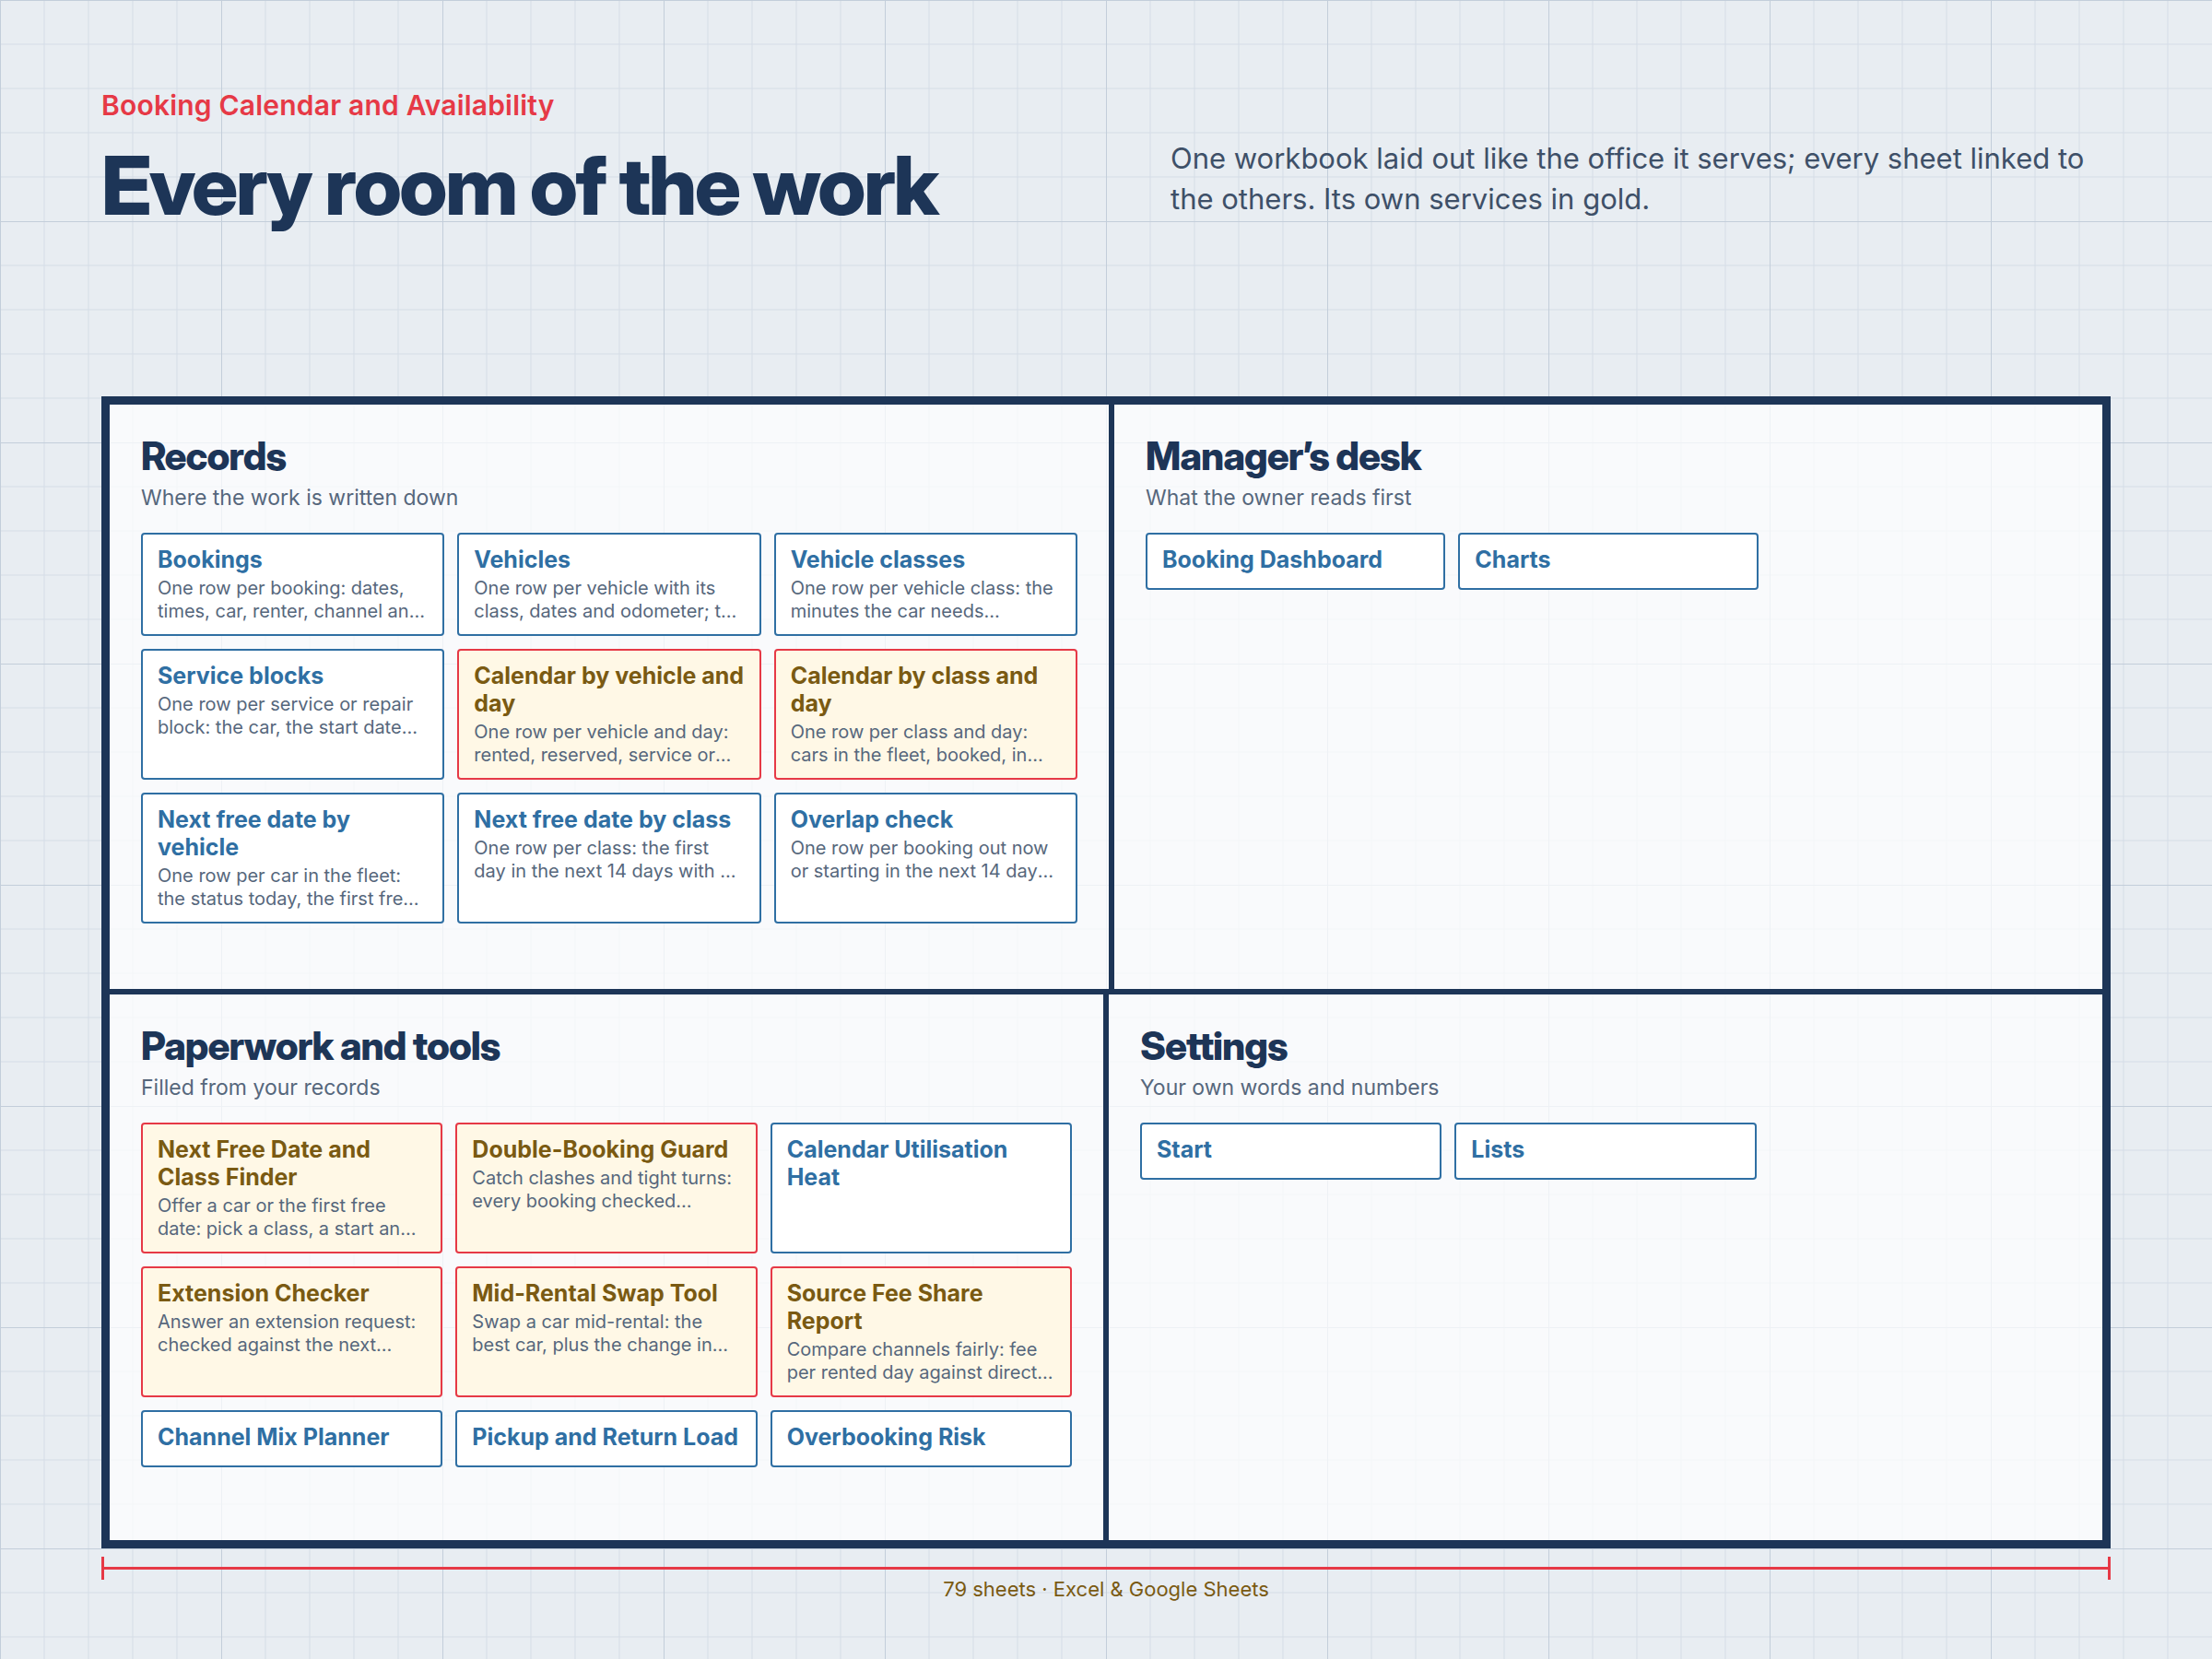 Booking Calendar and Availability
Every room of the work
One workbook laid out like the office it serves; every sheet linked to
the others. Its own services in gold.
Records
Where the work is written down
Bookings
One row per booking: dates,
times, car, renter, channel an...
Vehicles
One row per vehicle with its
class, dates and odometer; t...
Vehicle classes
One row per vehicle class: the
minutes the car needs...
Service blocks
One row per service or repair
block: the car, the start date...
Calendar by vehicle and
day
One row per vehicle and day:
rented, reserved, service or...
Calendar by class and
day
One row per class and day:
cars in the fleet, booked, in...
Next free date by
vehicle
One row per car in the fleet:
the status today, the first fre...
Next free date by class
One row per class: the first
day in the next 14 days with ...
Overlap check
One row per booking out now
or starting in the next 14 day...
Manager’s desk
What the owner reads first
Booking Dashboard
Charts
Paperwork and tools
Filled from your records
Next Free Date and
Class Finder
Offer a car or the first free
date: pick a class, a start an...
Double-Booking Guard
Catch clashes and tight turns:
every booking checked...
Calendar Utilisation
Heat
Extension Checker
Answer an extension request:
checked against the next...
Mid-Rental Swap Tool
Swap a car mid-rental: the
best car, plus the change in...
Source Fee Share
Report
Compare channels fairly: fee
per rented day against direct...
Channel Mix Planner
Pickup and Return Load
Overbooking Risk
Settings
Your own words and numbers
Start
Lists
79 sheets · Excel & Google Sheets